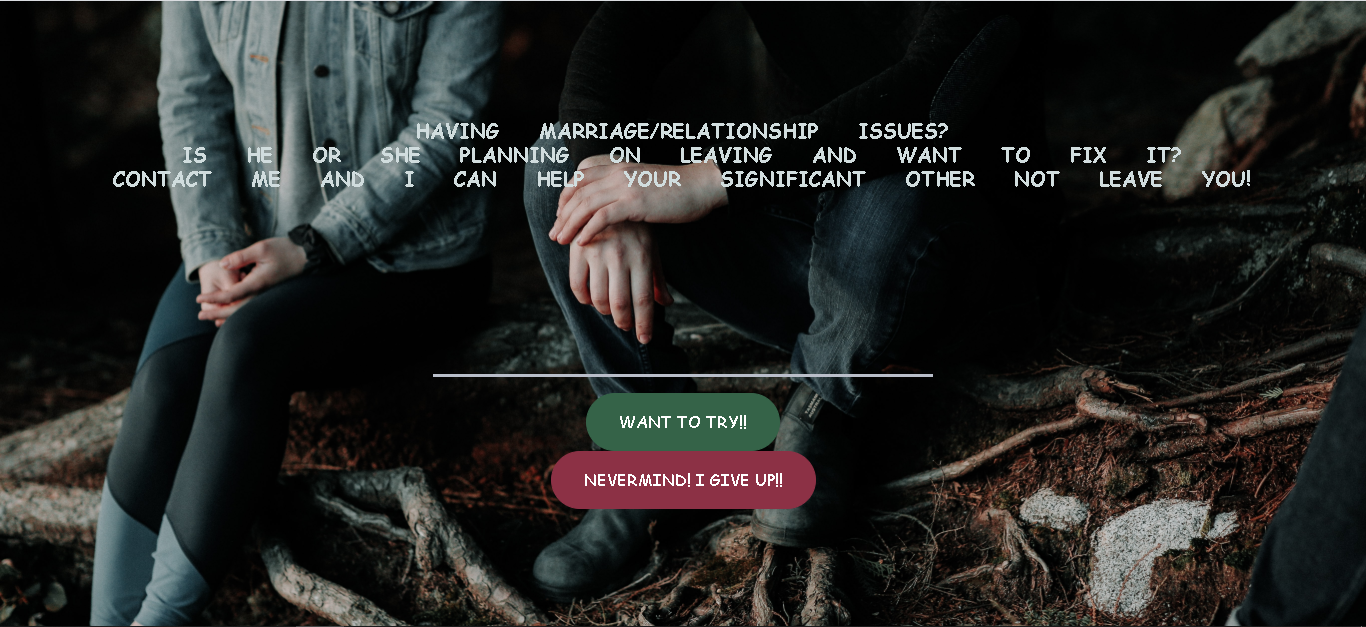 HAVING MARRIAGE/RELATIONSHIP ISSUES?
IS HE OR SHE PLANNING ON LEAVING AND WANT TO FIX IT?
CONTACT ME AND I CAN HELP YOUR SIGNIFICANT OTHER NOT LEAVE YOU!
WANT TO TRY!!
NEVERMIND! I GIVE UP!!